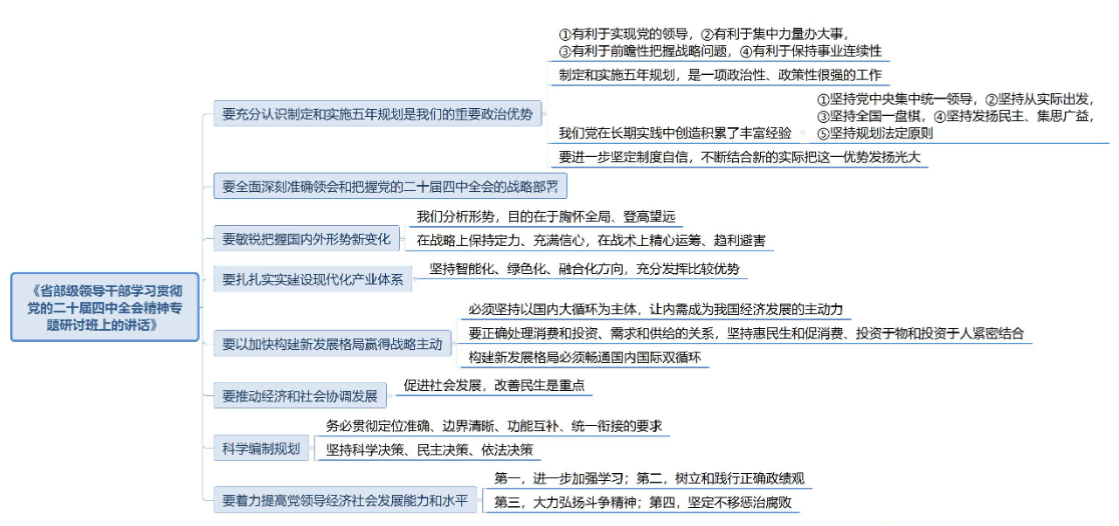 《省部级领导干部学习贯彻
党的二十届四中全会精神专
题研讨班上的讲话》
要充分认识制定和实施五年规划是我们的重要政治优势
①有利于实现党的领导，②有利于集中力量办大事，
③有利于前瞻性把握战略问题，④有利于保持事业连续性
制定和实施五年规划，是一项政治性、政策性很强的工作
我们党在长期实践中创造积累了丰富经验
①坚持党中央集中统一领导，②坚持从实际出发，
③坚持全国一盘棋，④坚持发扬民主、集思广益，
⑤坚持规划法定原则
要进一步坚定制度自信，不断结合新的实际把这一优势发扬光大
要全面深刻准确领会和把握党的二十届四中全会的战略部署
要敏锐把握国内外形势新变化
我们分析形势，目的在于胸怀全局、登高望远
在战略上保持定力、充满信心，在战术上精心运筹、趋利避害
要扎扎实实建设现代化产业体系
坚持智能化、绿色化、融合化方向，充分发挥比较优势
要以加快构建新发展格局赢得战略主动
必须坚持以国内大循环为主体，让内需成为我国经济发展的主动力
要正确处理消费和投资、需求和供给的关系，坚持惠民生和促消费、投资于物和投资于人紧密结合
构建新发展格局必须畅通国内国际双循环
要推动经济和社会协调发展
促进社会发展，改善民生是重点
科学编制规划
务必贯彻定位准确、边界清晰、功能互补、统一衔接的要求
坚持科学决策、民主决策、依法决策
要着力提高党领导经济社会发展能力和水平
第一，进一步加强学习；第二，树立和践行正确政绩观
第三，大力弘扬斗争精神；第四，坚定不移惩治腐败